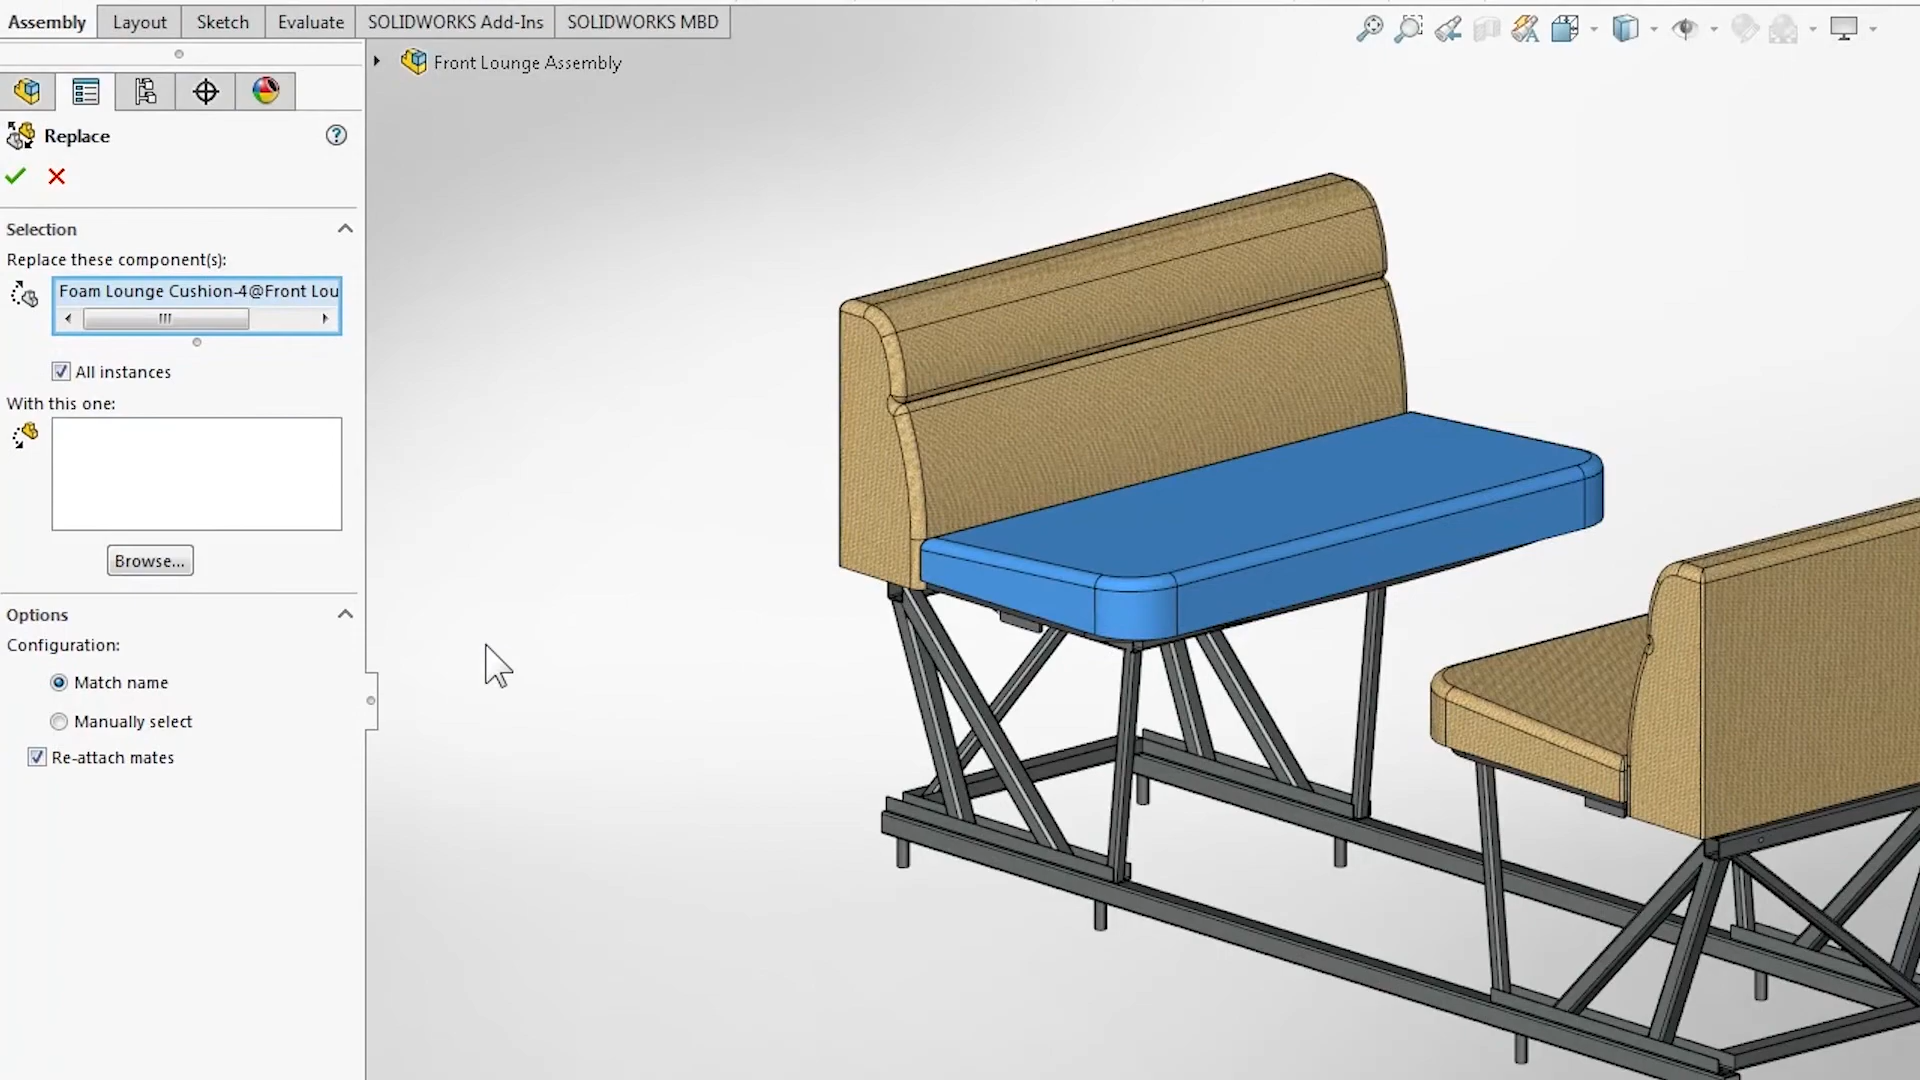 Assembly
Layout
Sketch
Evaluate
SOLIDWORKS Add-Ins
SOLIDWORKS MBD
Front Lounge Assembly
Replace
Selection
Replace these component(s):
Foam Lounge Cushion-4@Front Lou
All instances
With this one:
Browse...
Options
Configuration:
Match name
Manually select
Re-attach mates